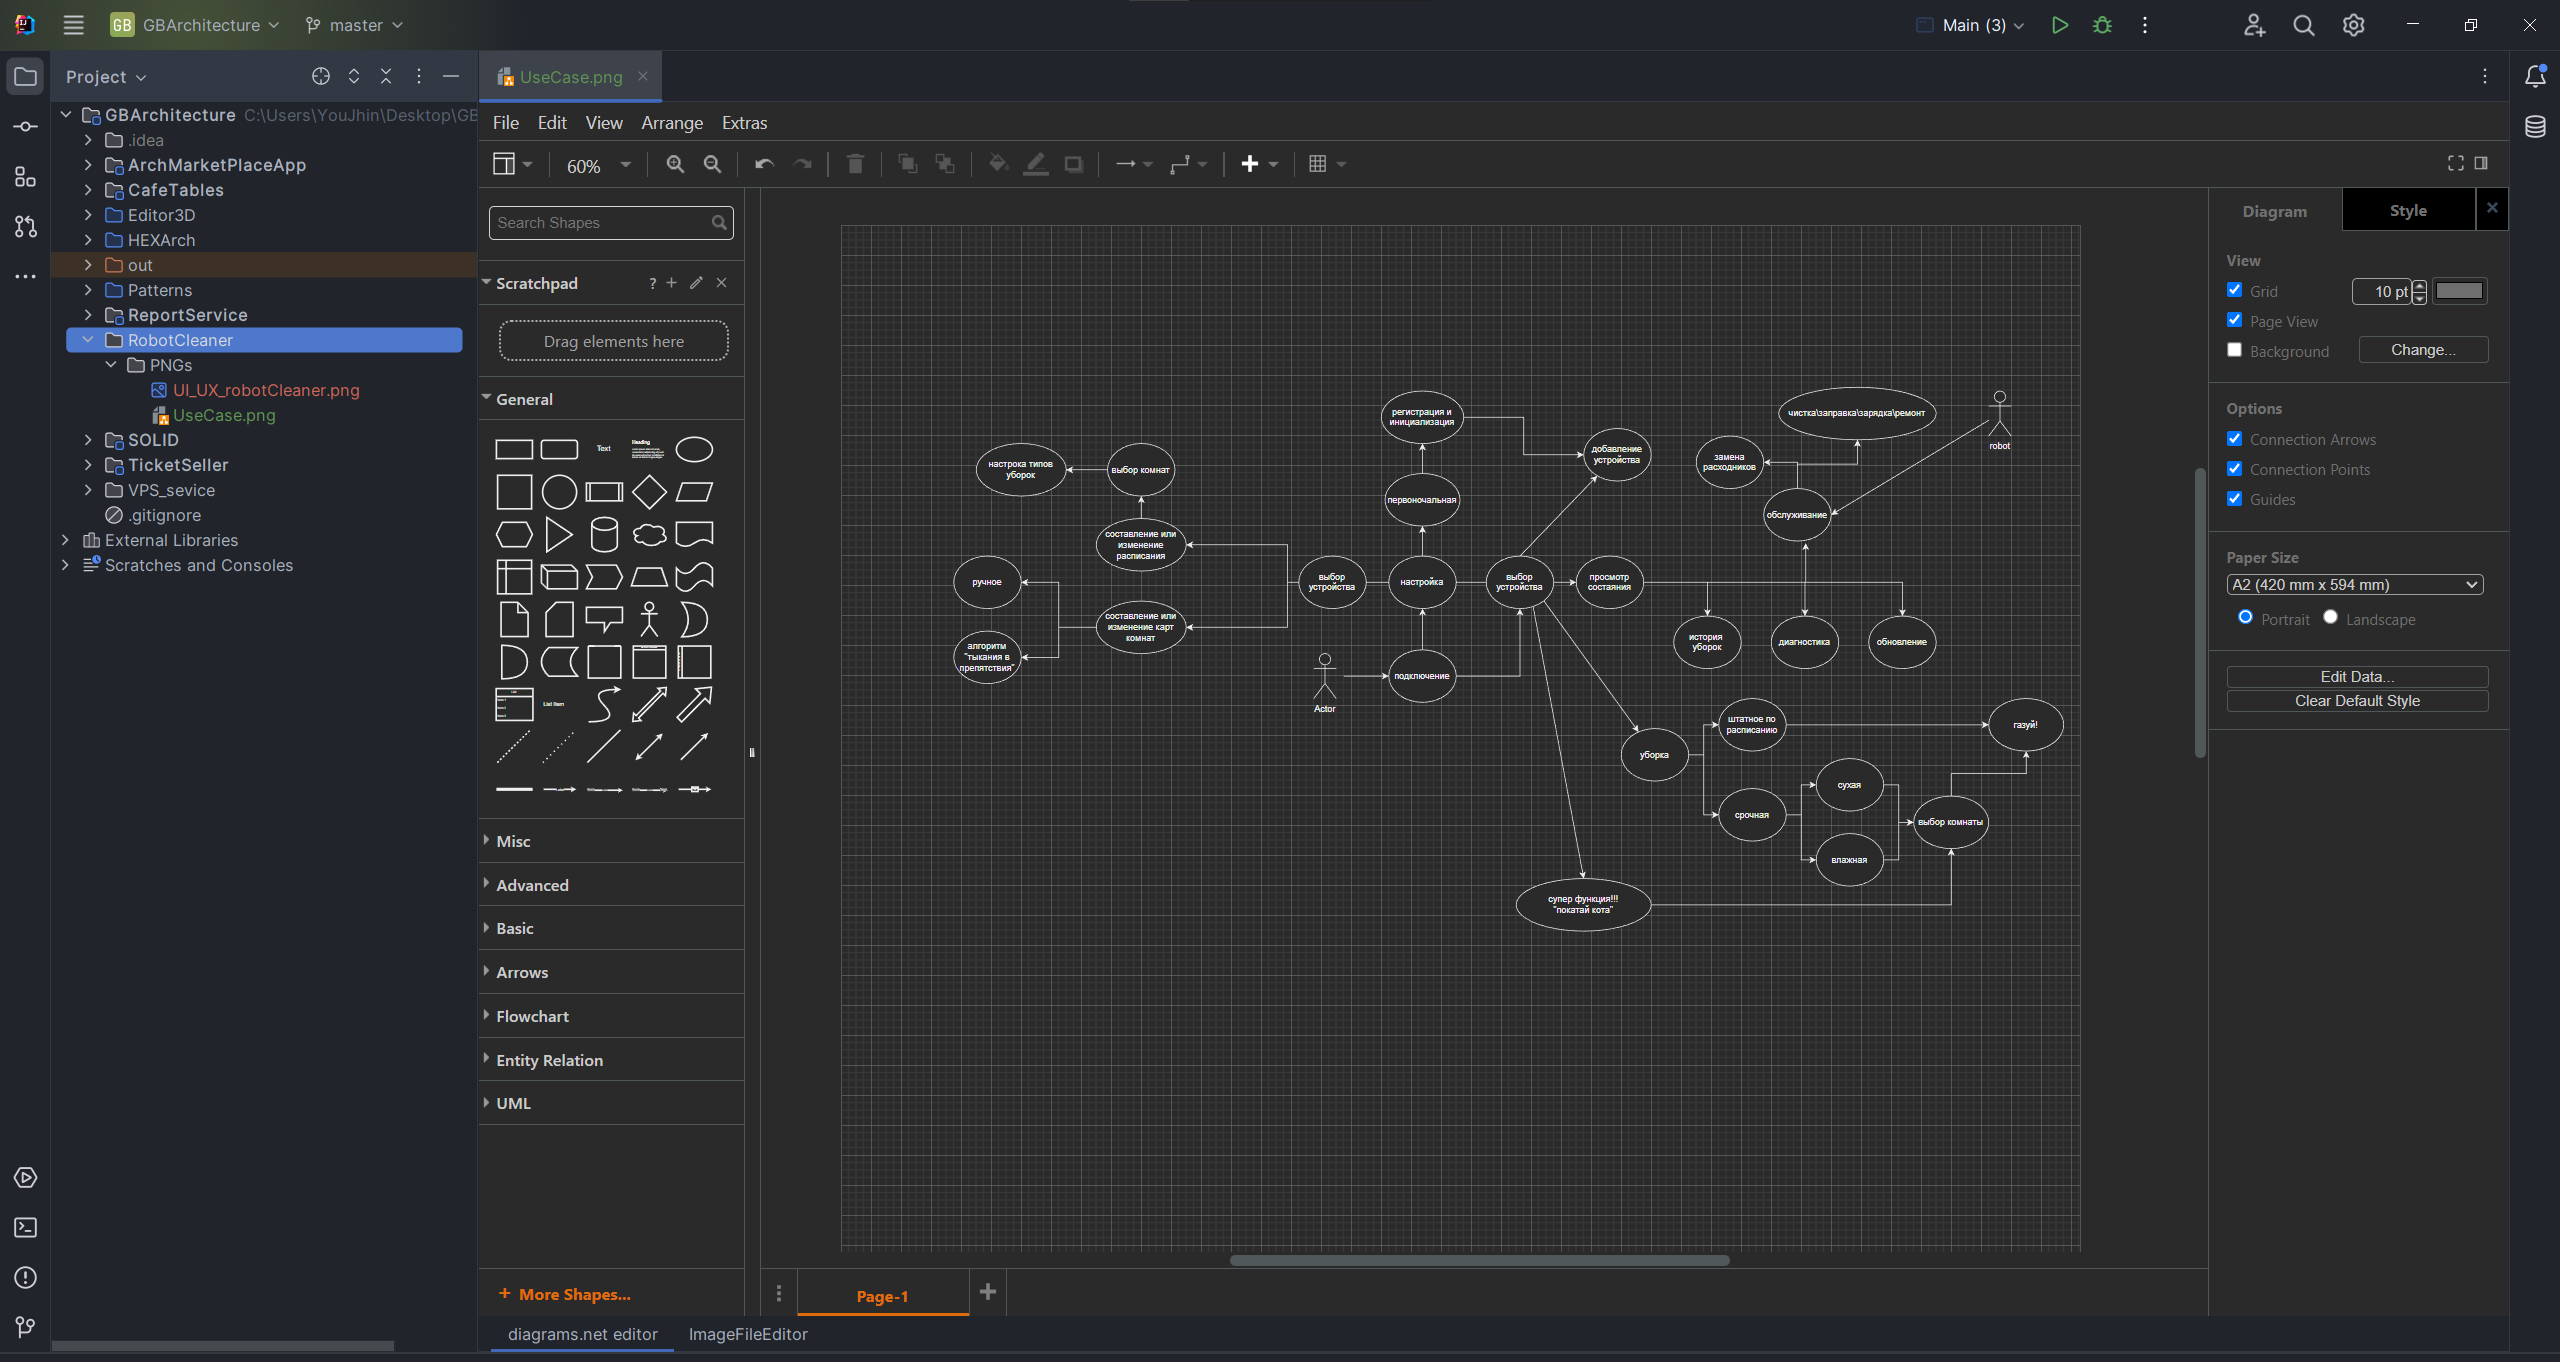 GB GBArchitecture master
Main (3)
Project
UseCase.png
GBArchitecture C:\Users\YouJhin\Desktop\GB
.idea
ArchMarketPlaceApp
CafeTables
Editor3D
HEXArch
out
Patterns
ReportService
RobotCleaner
PNGs
UI_UX_robotCleaner.png
UseCase.png
SOLID
TicketSeller
VPS_sevice
.gitignore
External Libraries
Scratches and Consoles
File Edit View Arrange Extras
60%
Search Shapes
Scratchpad
?
Drag elements here
General
Text
Heading
List
List Item
Misc
Advanced
Basic
Arrows
Flowchart
Entity Relation
UML
+ More Shapes...
регистрация и
инициализация
чистка\заправка\зарядка\ремонт
robot
добавление
устройства
замена
расходников
настрока типов
уборок
выбор комнат
первоночальная
обслуживание
составление или
изменение
расписания
ручное
выбор
устройства
настройка
выбор
устройства
просмотр
состаяния
составление или
изменение карт
комнат
история
уборок
диагностика
обновление
алгоритм
"тыкания в
препятствия"
Actor
подключение
штатное по
расписанию
газуй!
уборка
сухая
срочная
выбор комнаты
влажная
супер функция!!!
"покатай кота"
Page-1
diagrams.net editor ImageFileEditor
Diagram Style
View
Grid 10 pt
Page View
Background Change...
Options
Connection Arrows
Connection Points
Guides
Paper Size
A2 (420 mm x 594 mm)
Portrait Landscape
Edit Data...
Clear Default Style